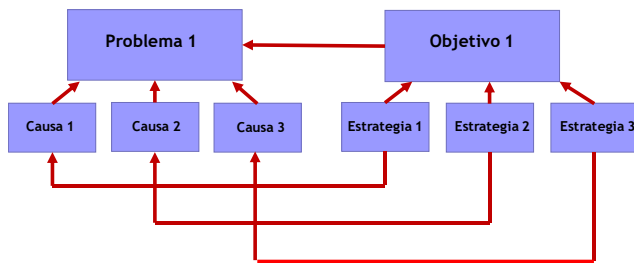 Problema 1
Objetivo 1
Causa 1
Causa 2
Causa 3
Estrategia 1
Estrategia 2
Estrategia 3